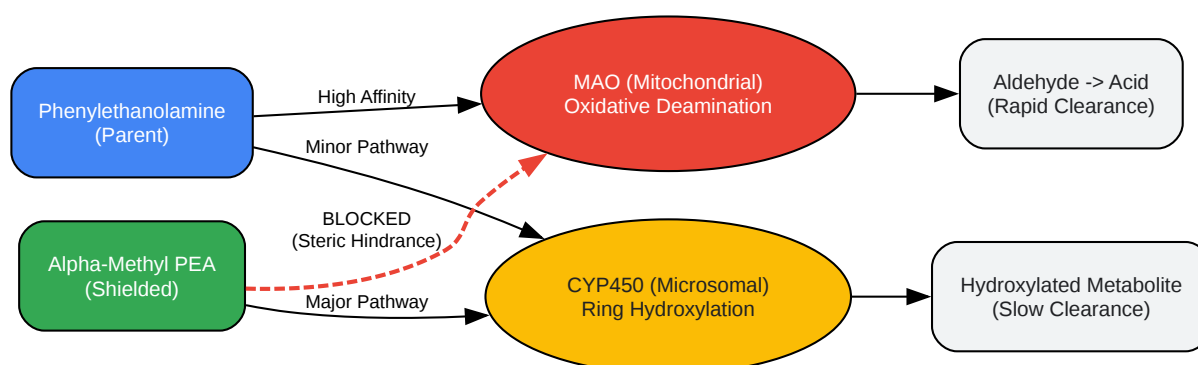 Phenylethanolamine
(Parent)
High Affinity
MAO (Mitochondrial)
Oxidative Deamination
Aldehyde -> Acid
(Rapid Clearance)
Minor Pathway
BLOCKED
(Steric Hindrance)
Alpha-Methyl PEA
(Shielded)
Major Pathway
CYP450 (Microsomal)
Ring Hydroxylation
Hydroxylated Metabolite
(Slow Clearance)